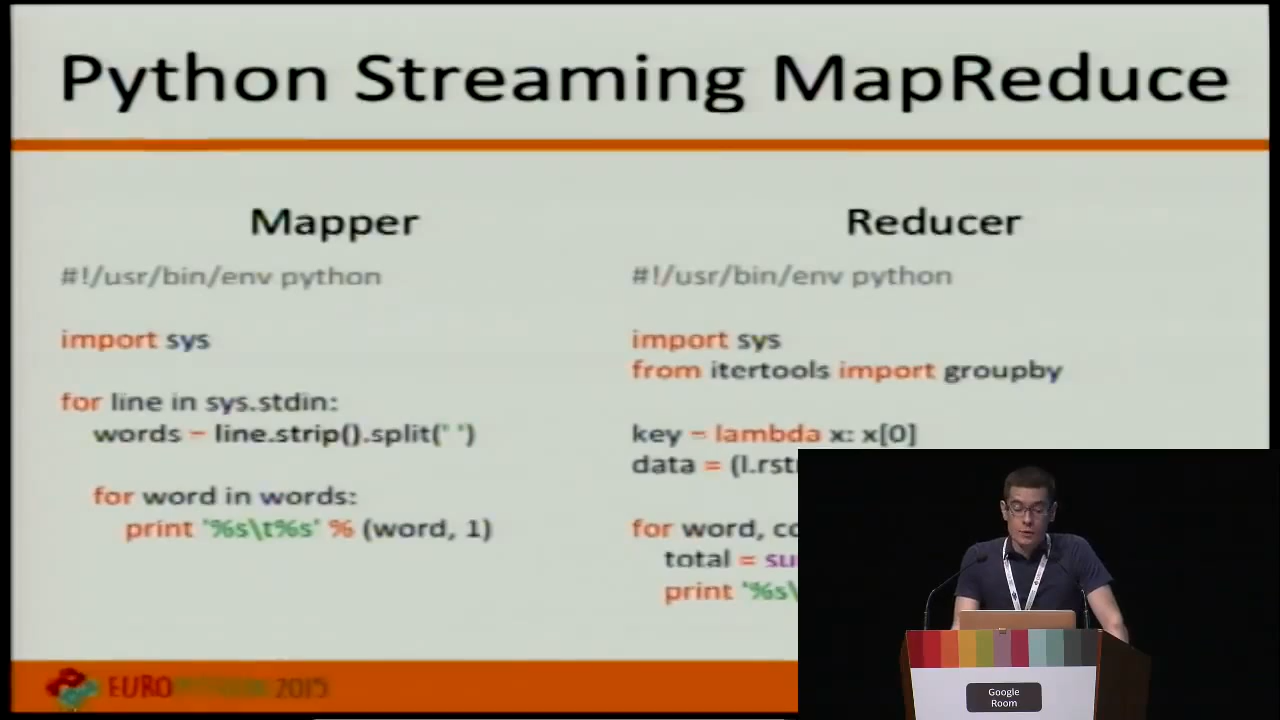 Python Streaming MapReduce
Mapper
#!/usr/bin/env python
import sys
for line in sys.stdin:
words = line.strip().split(' ')
for word in words:
print '%s\t%s' % (word, 1)
Reducer
#!/usr/bin/env python
import sys
from itertools import groupby
key = lambda x: x[0]
data = (l.rst
for word, co
total = su
print '%s\
EUROPYTHON 2015
Google
Room